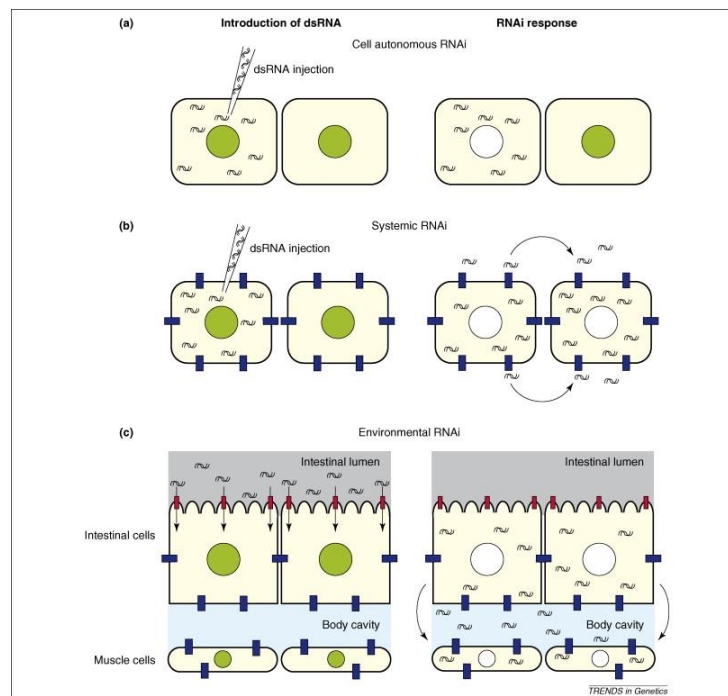 Introduction of dsRNA
RNAi response
(a)
Cell autonomous RNAi
dsRNA injection
(b)
Systemic RNAi
dsRNA injection
(c)
Environmental RNAi
Intestinal lumen
Intestinal lumen
Intestinal cells
Body cavity
Body cavity
Muscle cells
TRENDS in Genetics